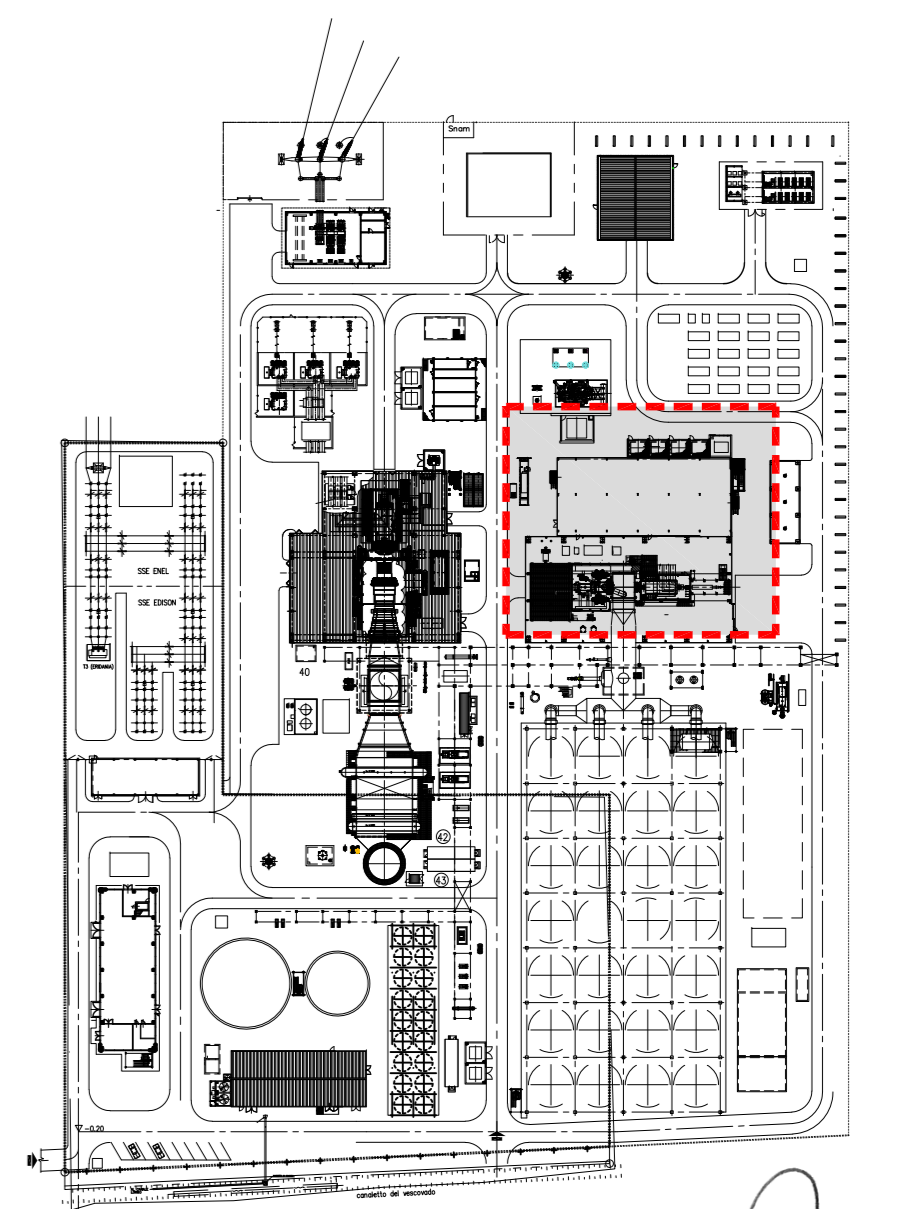 Snam
SSE ENEL
SSE EDISON
T3 (ERIDANIA)
40
42
43
-0.20
canaletto del vescovado